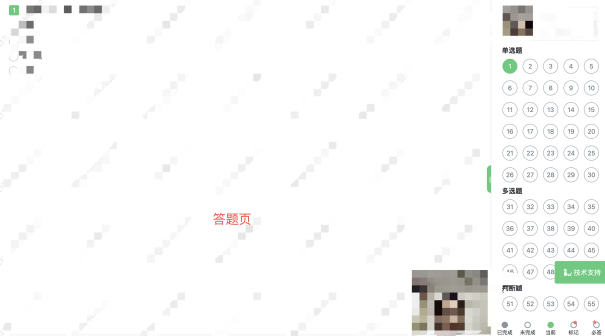 1
答题页
单选题
1 2 3 4 5
6 7 8 9 10
11 12 13 14 15
16 17 18 19 20
21 22 23 24 25
26 27 28 29 30
多选题
31 32 33 34 35
36 37 38 39 40
41 42 43 44 45
46 47 48
技术支持
判断题
51 52 53 54 55
已完成 未完成 当前 标记 必答